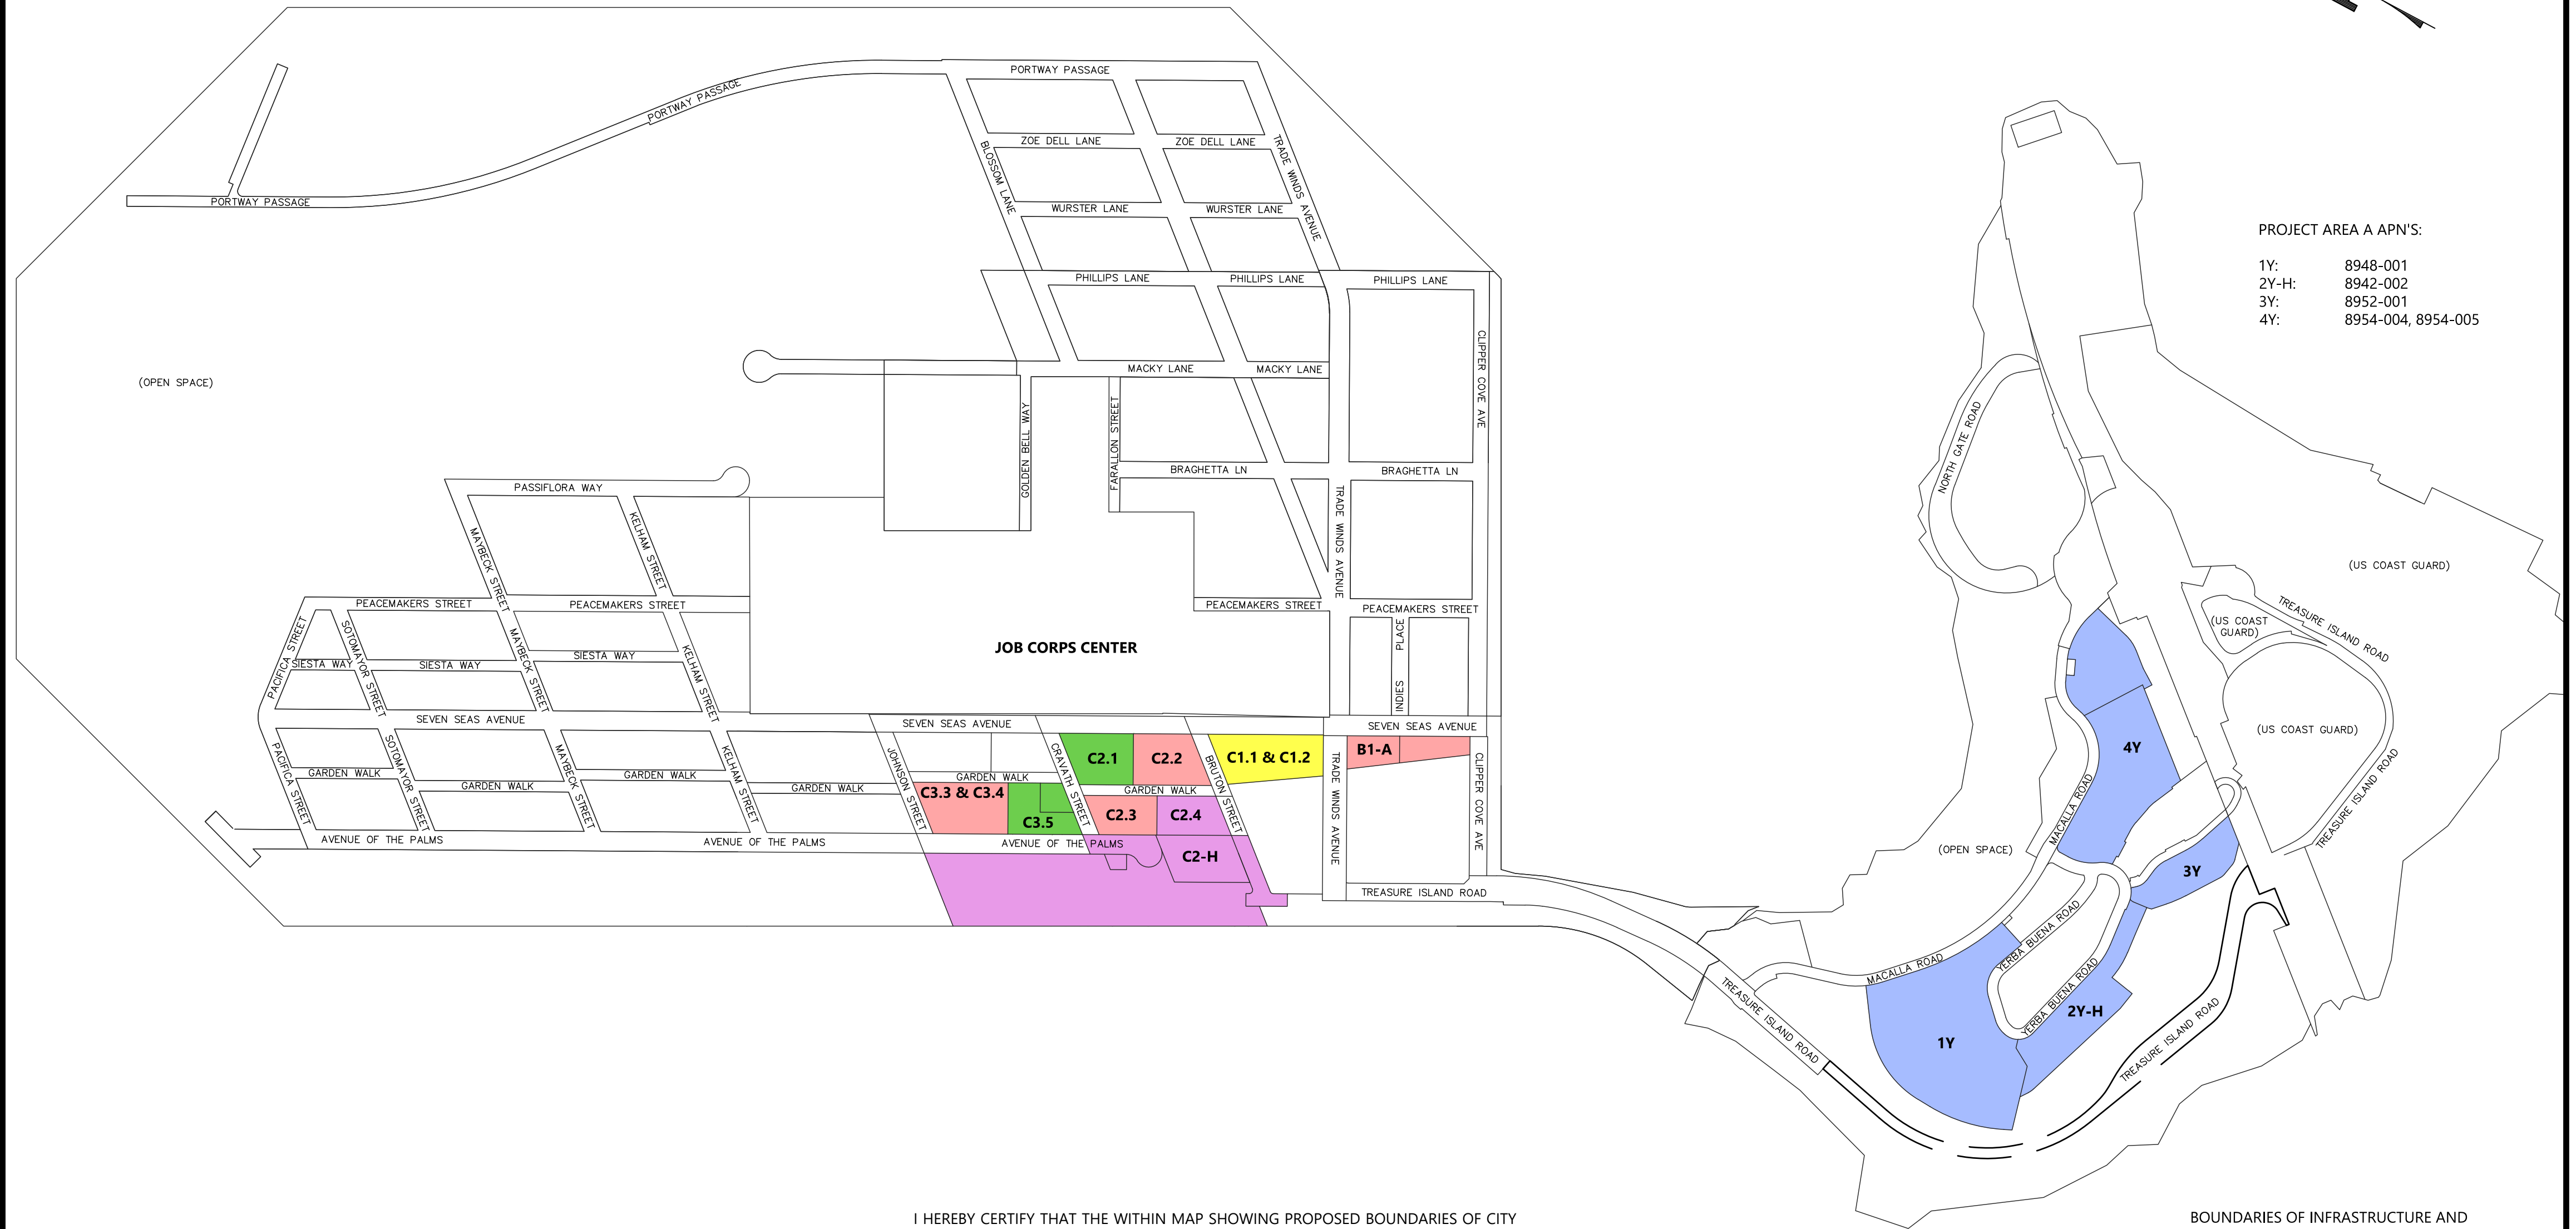 PORTWAY PASSAGE
PORTWAY PASSAGE
PORTWAY PASSAGE
ZOE DELL LANE
ZOE DELL LANE
BLOSSOM LANE
TRADE WINDS AVENUE
WURSTER LANE
WURSTER LANE
PHILLIPS LANE
PHILLIPS LANE
PHILLIPS LANE
CLIPPER COVE AVE
MACKY LANE
MACKY LANE
(OPEN SPACE)
GOLDEN BELL WAY
FARALLON STREET
BRAGHETTA LN
BRAGHETTA LN
TRADE WINDS AVENUE
PASSIFLORA WAY
MAYBECK STREET
KELHAM STREET
PEACEMAKERS STREET
PEACEMAKERS STREET
PEACEMAKERS STREET
PEACEMAKERS STREET
PACIFICA STREET
SOTOMAYOR STREET
MAYBECK STREET
KELHAM STREET
SIESTA WAY
SIESTA WAY
SIESTA WAY
JOB CORPS CENTER
INDIES PLACE
SEVEN SEAS AVENUE
SEVEN SEAS AVENUE
SEVEN SEAS AVENUE
PACIFICA STREET
SOTOMAYOR STREET
MAYBECK STREET
KELHAM STREET
JOHNSON STREET
CRAVATH STREET
BRUTON STREET
TRADE WINDS AVENUE
CLIPPER COVE AVE
C2.1
C2.2
C1.1 & C1.2
B1-A
GARDEN WALK
GARDEN WALK
GARDEN WALK
GARDEN WALK
GARDEN WALK
GARDEN WALK
C3.3 & C3.4
C3.5
C2.3
C2.4
AVENUE OF THE PALMS
AVENUE OF THE PALMS
AVENUE OF THE PALMS
C2-H
TREASURE ISLAND ROAD
TREASURE ISLAND ROAD
PROJECT AREA A APN'S:
1Y: 8948-001
2Y-H: 8942-002
3Y: 8952-001
4Y: 8954-004, 8954-005
NORTH GATE ROAD
(US COAST GUARD)
TREASURE ISLAND ROAD
(US COAST
GUARD)
(US COAST GUARD)
TREASURE ISLAND ROAD
4Y
MACALLA ROAD
(OPEN SPACE)
3Y
YERBA BUENA ROAD
MACALLA ROAD
YERBA BUENA ROAD
2Y-H
1Y
TREASURE ISLAND ROAD
I HEREBY CERTIFY THAT THE WITHIN MAP SHOWING PROPOSED BOUNDARIES OF CITY
BOUNDARIES OF INFRASTRUCTURE AND